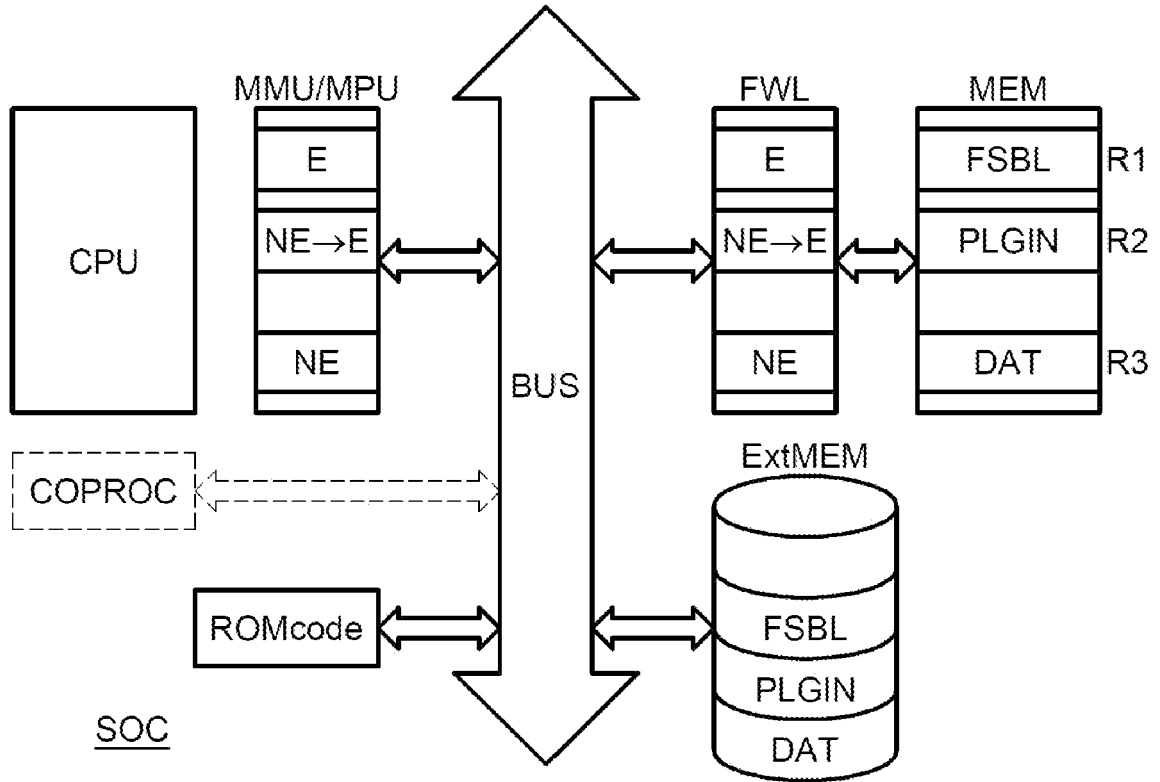 MMU/MPU
FWL
MEM
E
E
FSBL
R1
CPU
NE→E
NE→E
PLGIN
R2
NE
NE
DAT
R3
BUS
COPROC
ExtMEM
ROMcode
FSBL
PLGIN
DAT
SOC